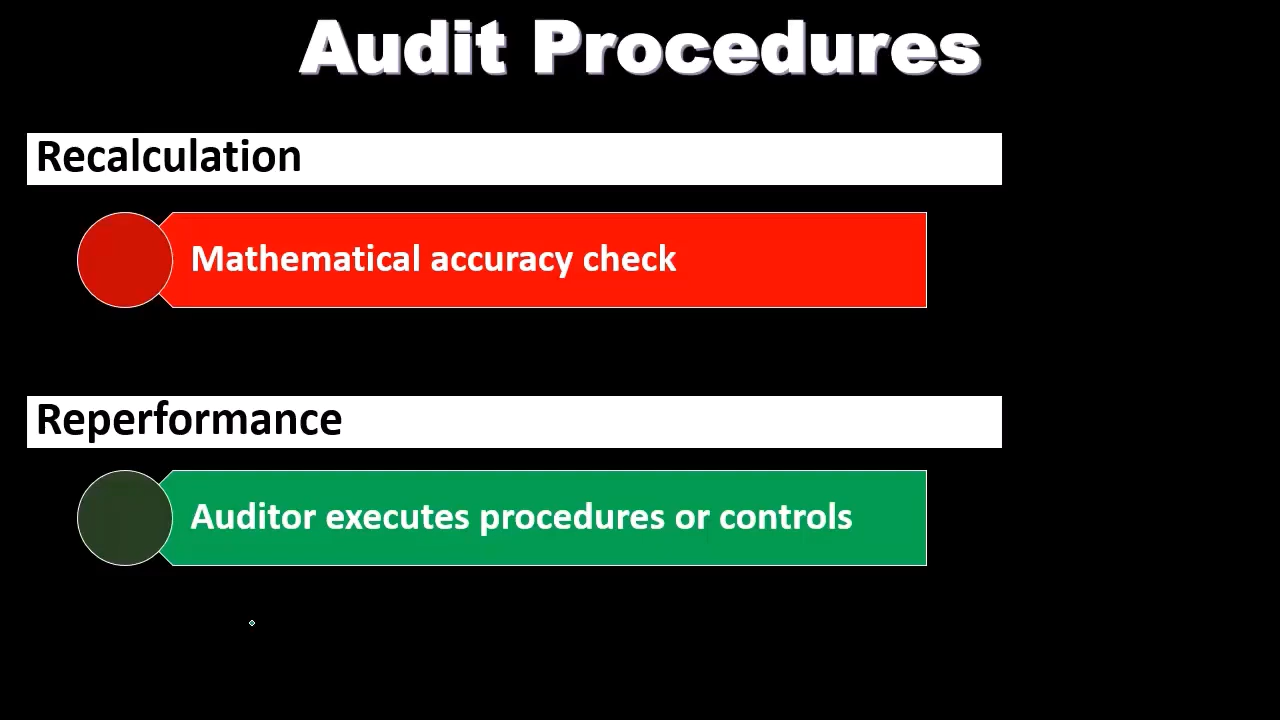 Audit Procedures
Recalculation
Mathematical accuracy check
Reperformance
Auditor executes procedures or controls